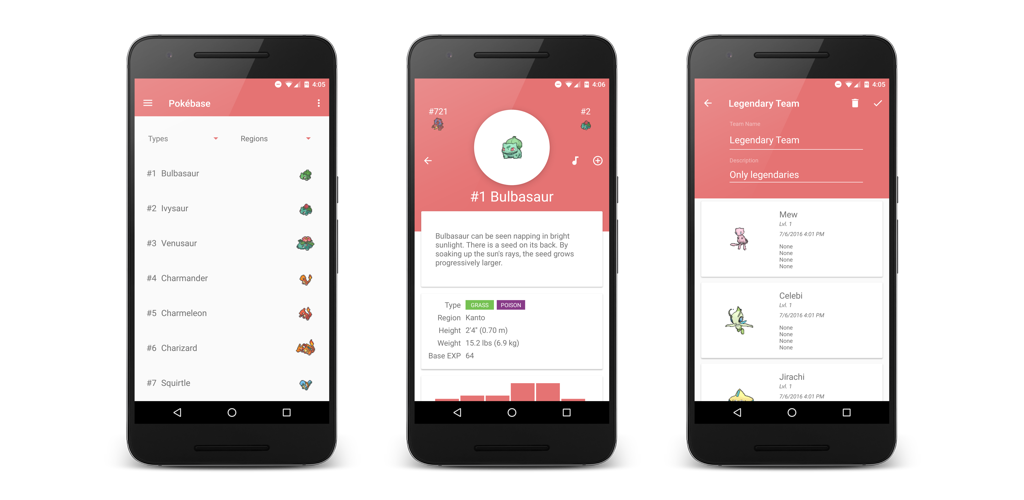 4:05
Pokébase
Types Regions
#1 Bulbasaur
#2 Ivysaur
#3 Venusaur
#4 Charmander
#5 Charmeleon
#6 Charizard
#7 Squirtle
4:06
#721 #2
#1 Bulbasaur
Bulbasaur can be seen napping in bright
sunlight. There is a seed on its back. By
soaking up the sun's rays, the seed grows
progressively larger.
Type GRASS POISON
Region Kanto
Height 2'4" (0.70 m)
Weight 15.2 lbs (6.9 kg)
Base EXP 64
4:05
Legendary Team
Team Name
Legendary Team
Description
Only legendaries
Mew
Lvl. 1
7/6/2016 4:01 PM
None
None
None
None
Celebi
Lvl. 1
7/6/2016 4:01 PM
None
None
None
None
Jirachi
Lvl. 1
7/6/2016 4:01 PM